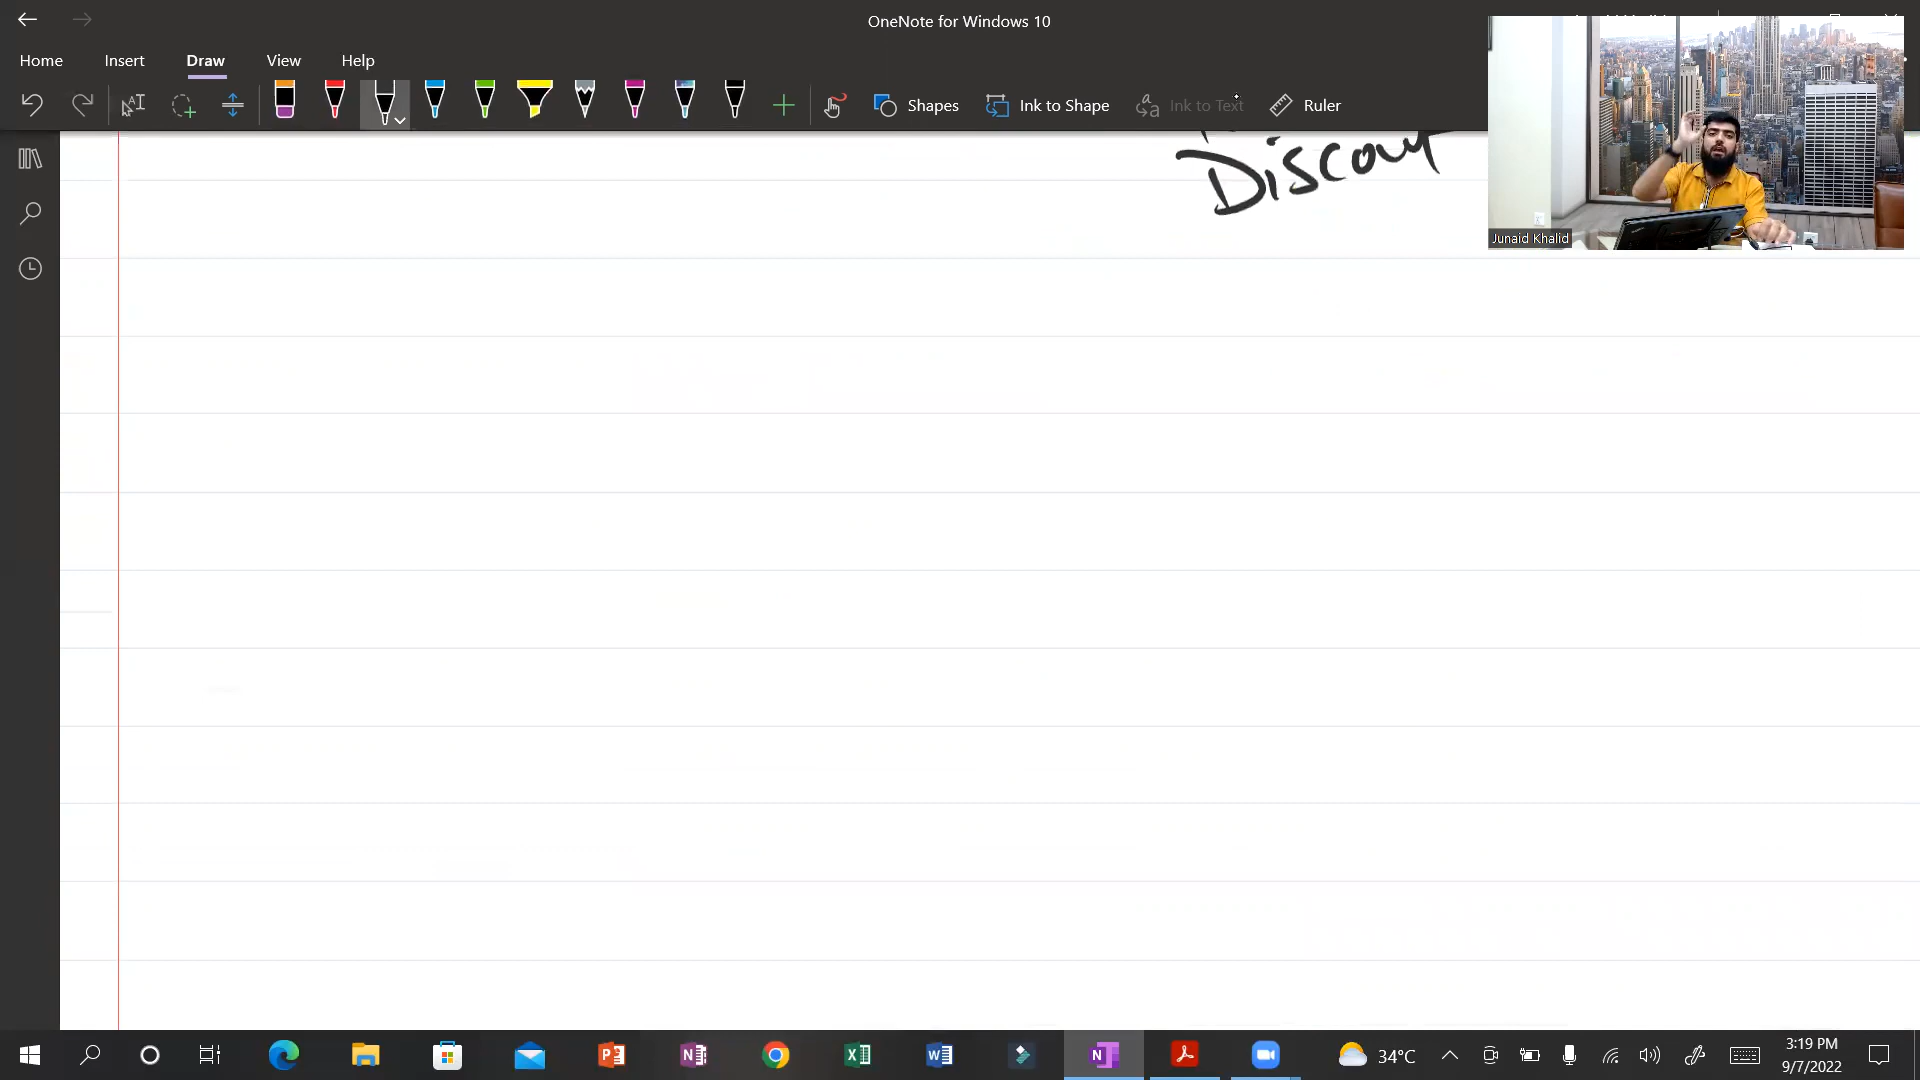 OneNote for Windows 10
Home Insert Draw View Help
Shapes Ink to Shape Ink to Text Ruler
Junaid Khalid
34°C
3:19 PM
9/7/2022